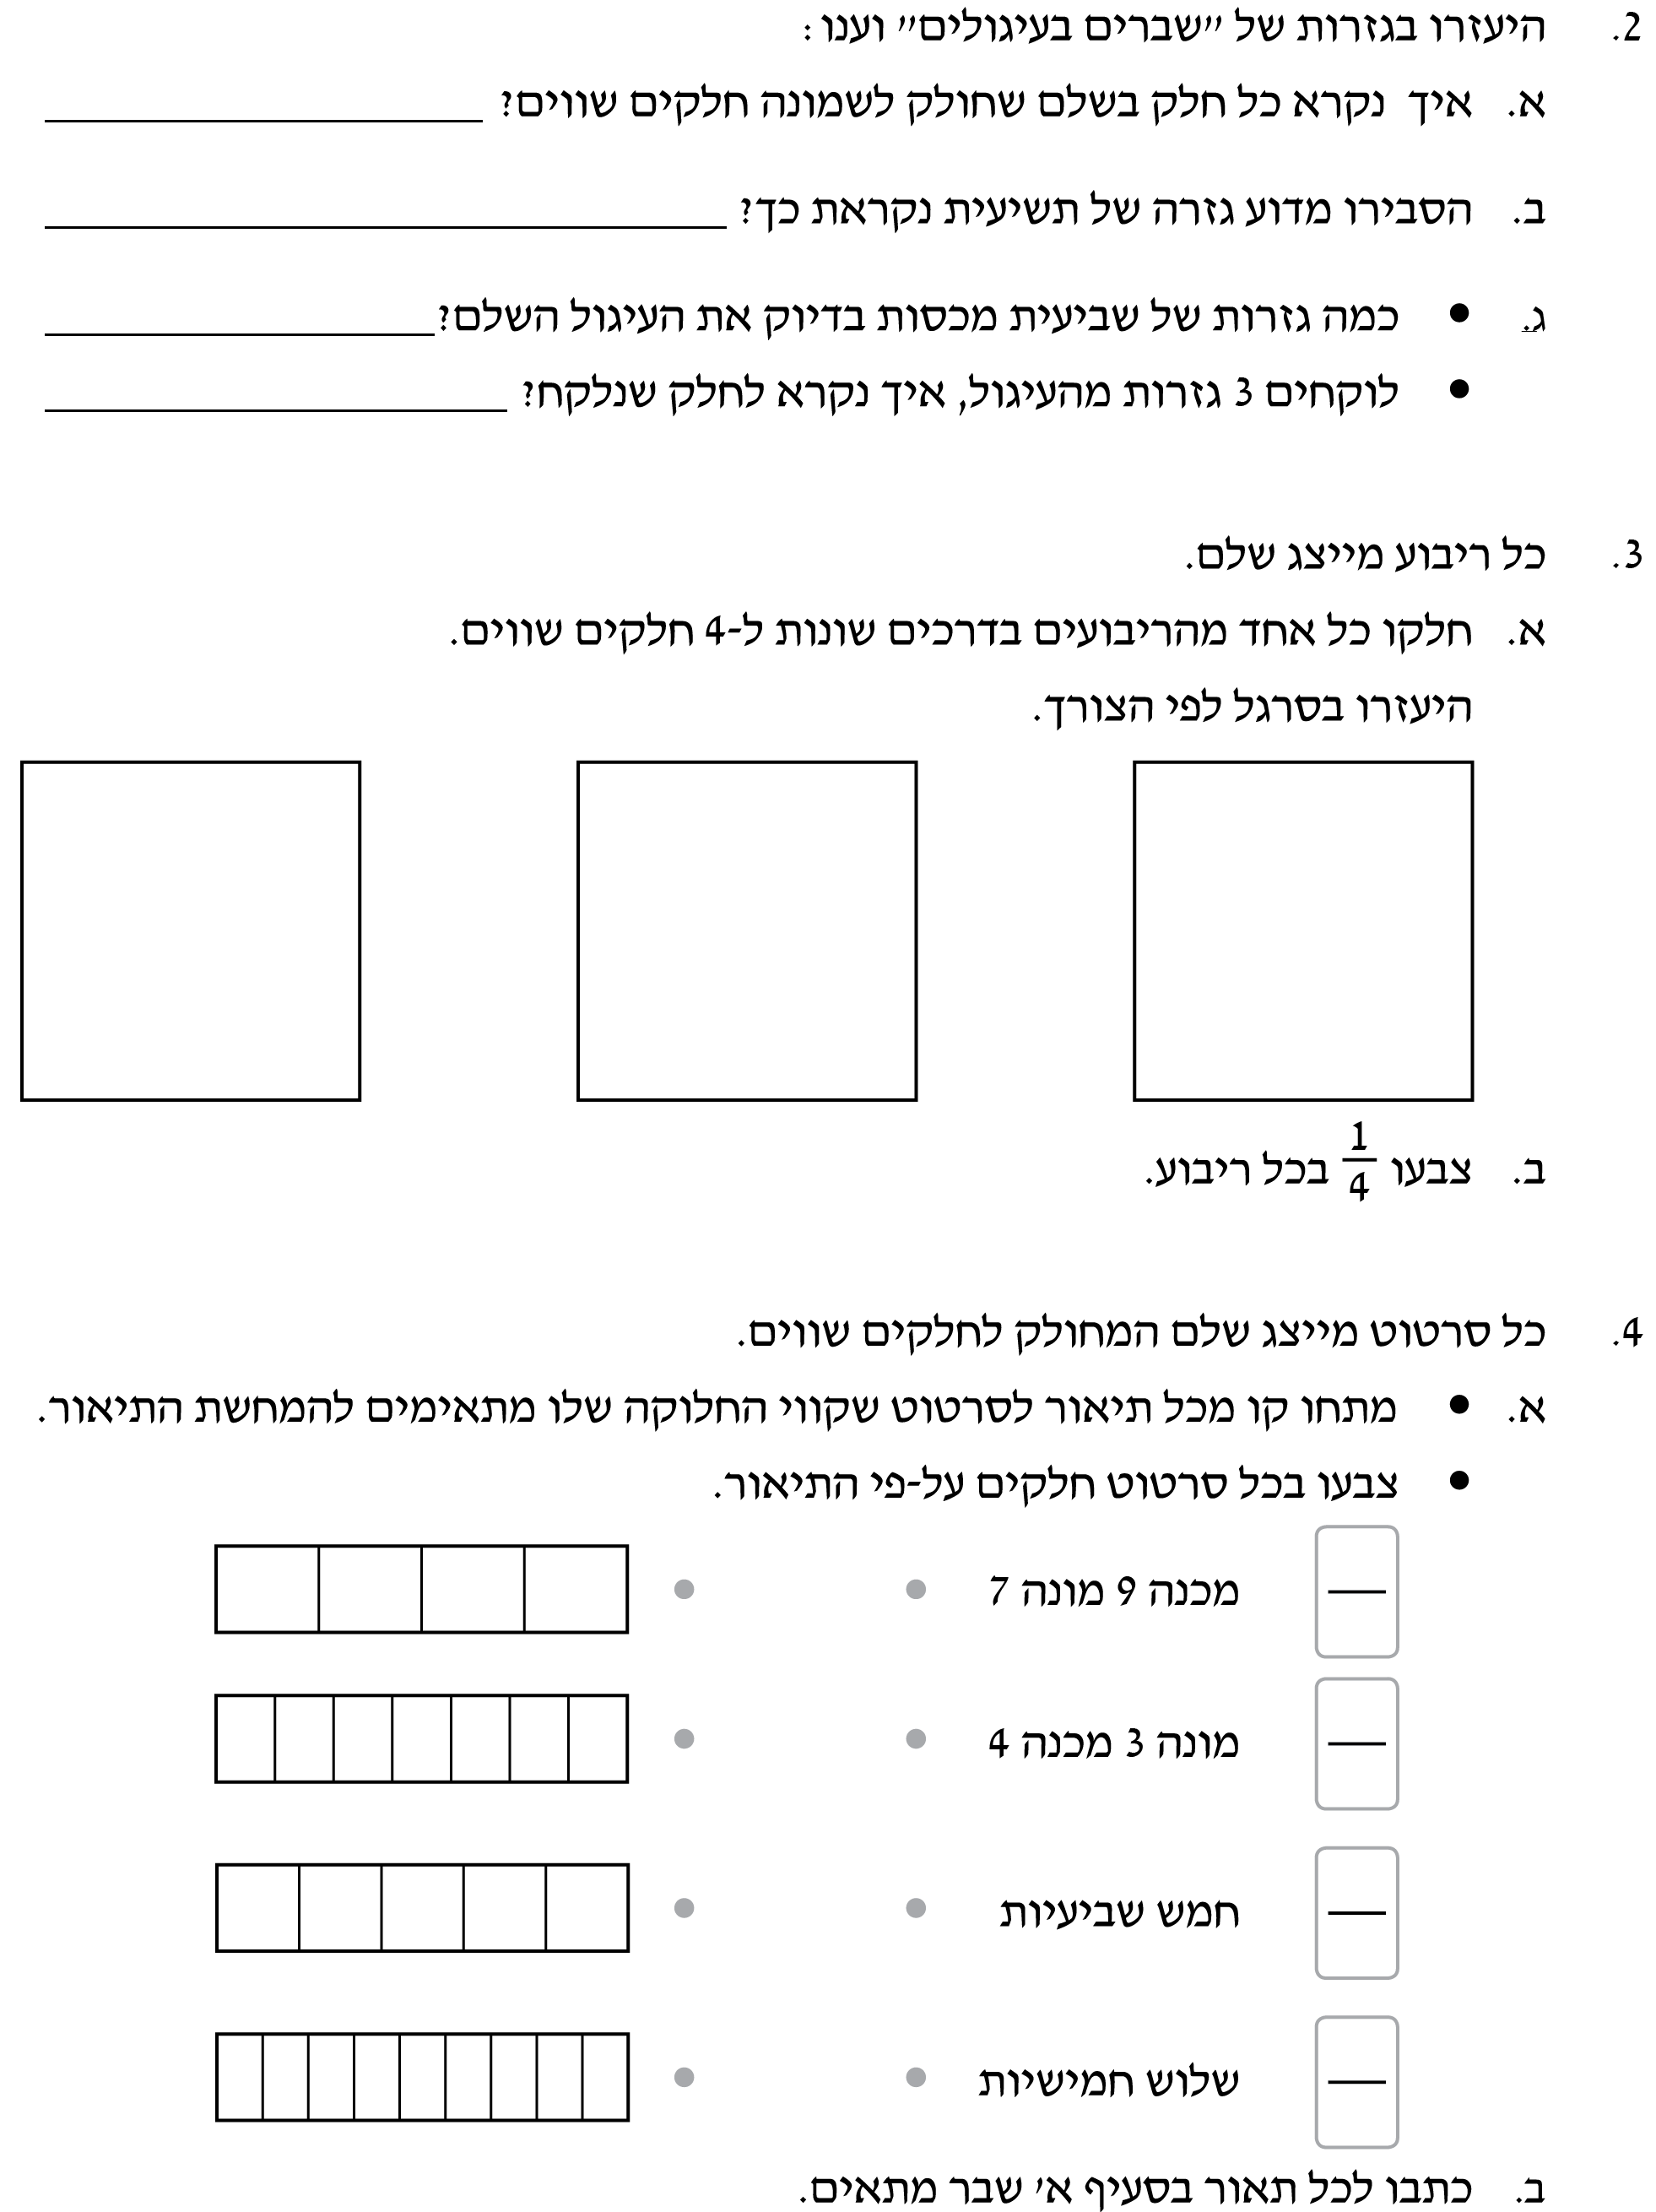 2. היעזרו בגזרות של ״שברים בעיגולים״ וענו:
א. איך נקרא כל חלק בשלם שחולק לשמונה חלקים שווים? ____________
ב. הסבירו מדוע גזרה של תשיעית נקראת כך? ____________
ג. • כמה גזרות של שביעית מכסות בדיוק את העיגול השלם? ____________
• לוקחים 3 גזרות מהעיגול, איך נקרא לחלק שנלקח? ____________
3. כל ריבוע מייצג שלם.
א. חלקו כל אחד מהריבועים בדרכים שונות ל-4 חלקים שווים.
היעזרו בסרגל לפי הצורך.
ב. צבעו 1/4 בכל ריבוע.
4. כל סרטוט מייצג שלם המחולק לחלקים שווים.
א. • מתחו קו מכל תיאור לסרטוט שקווי החלוקה שלו מתאימים להמחשת התיאור.
• צבעו בכל סרטוט חלקים על-פי התיאור.
מכנה 9 מונה 7
מונה 3 מכנה 4
חמש שביעיות
שלוש חמישיות
ב. כתבו לכל תאור בסעיף א׳ שבר מתאים.